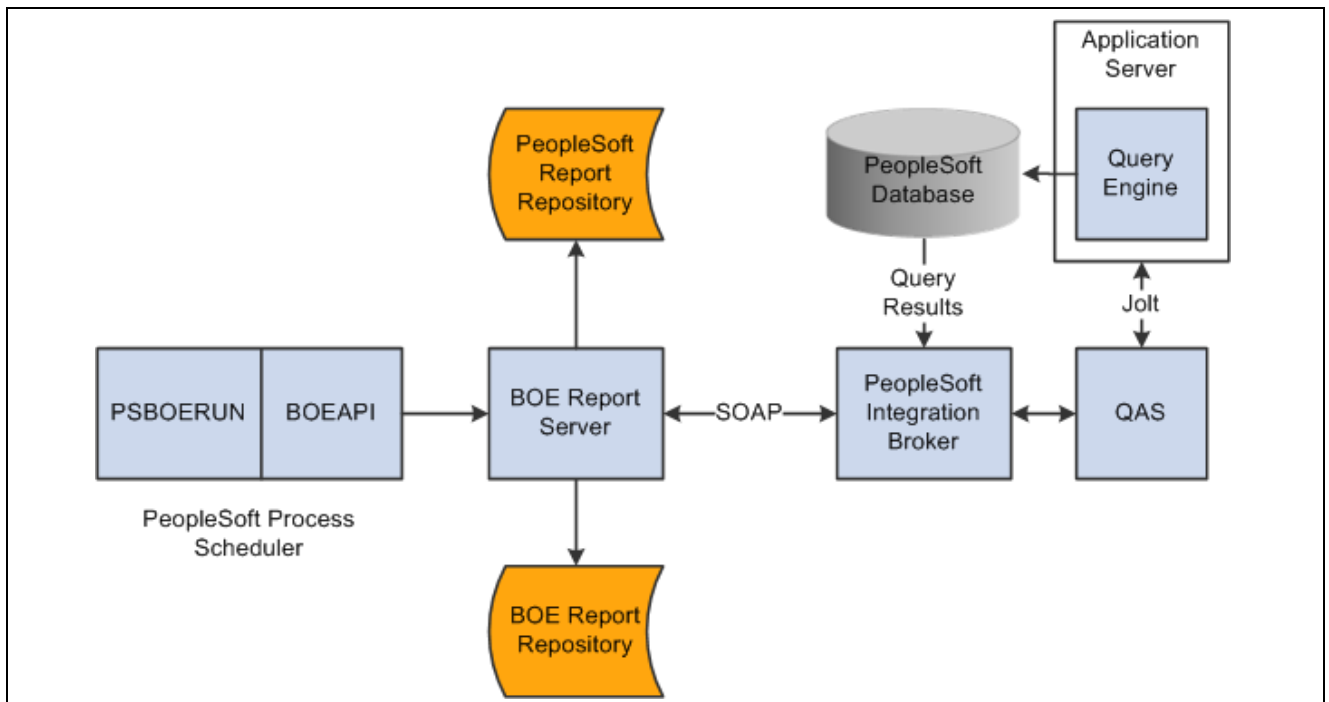 Application
Server
PeopleSoft
Report
Repository
PeopleSoft
Database
Query
Engine
Query
Results
Jolt
PSBOERUN
BOEAPI
BOE Report
Server
SOAP
PeopleSoft
Integration
Broker
QAS
PeopleSoft Process
Scheduler
BOE Report
Repository